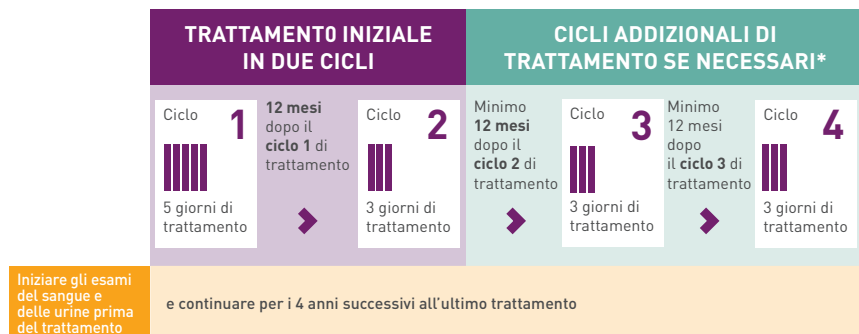 TRATTAMENTO INIZIALE
IN DUE CICLI
CICLI ADDIZIONALI DI
TRATTAMENTO SE NECESSARI*
Ciclo 1
5 giorni di
trattamento
12 mesi
dopo il
ciclo 1 di
trattamento
Ciclo 2
3 giorni di
trattamento
Minimo
12 mesi
dopo il
ciclo 2 di
trattamento
Ciclo 3
3 giorni di
trattamento
Minimo
12 mesi
dopo
il ciclo 3 di
trattamento
Ciclo 4
3 giorni di
trattamento
Iniziare gli esami
del sangue e
delle urine prima
del trattamento
e continuare per i 4 anni successivi all'ultimo trattamento